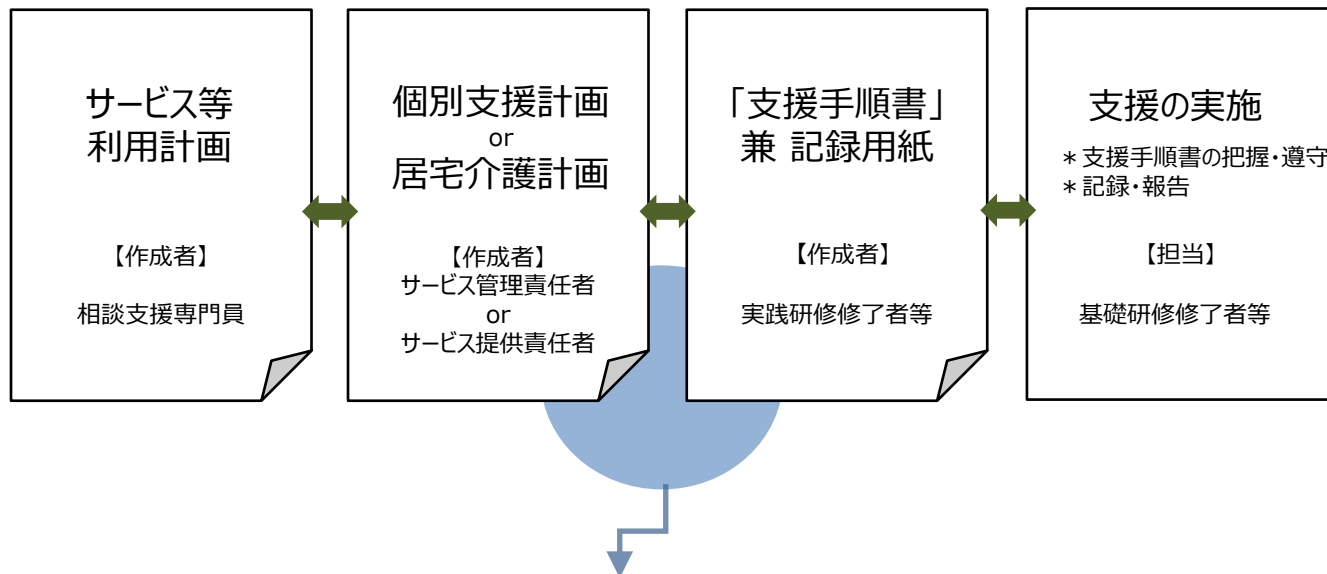 サービス等
利用計画
【作成者】
相談支援専門員
個別支援計画
or
居宅介護計画
【作成者】
サービス管理責任者
or
サービス提供責任者
「支援手順書」
兼 記録用紙
【作成者】
実践研修修了者等
支援の実施
＊支援手順書の把握・遵守
＊記録・報告
【担当】
基礎研修修了者等